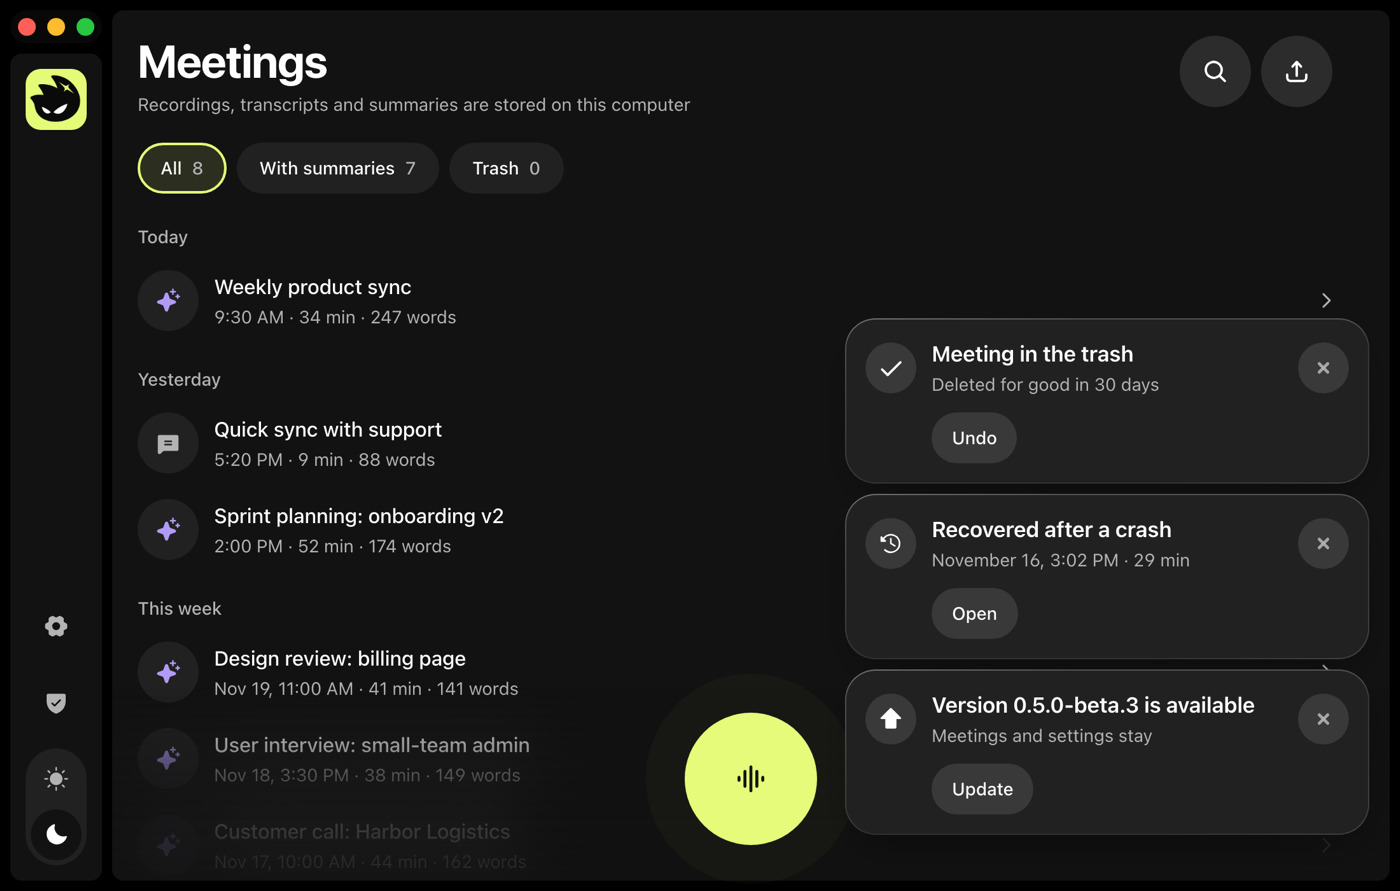 Meetings
Recordings, transcripts and summaries are stored on this computer
All 8
With summaries 7
Trash 0
Today
Weekly product sync
9:30 AM · 34 min · 247 words
Yesterday
Quick sync with support
5:20 PM · 9 min · 88 words
Sprint planning: onboarding v2
2:00 PM · 52 min · 174 words
This week
Design review: billing page
Nov 19, 11:00 AM · 41 min · 141 words
User interview: small-team admin
Nov 18, 3:30 PM · 38 min · 149 words
Customer call: Harbor Logistics
Nov 17, 10:00 AM · 44 min · 162 words
Meeting in the trash
Deleted for good in 30 days
Undo
Recovered after a crash
November 16, 3:02 PM · 29 min
Open
Version 0.5.0-beta.3 is available
Meetings and settings stay
Update